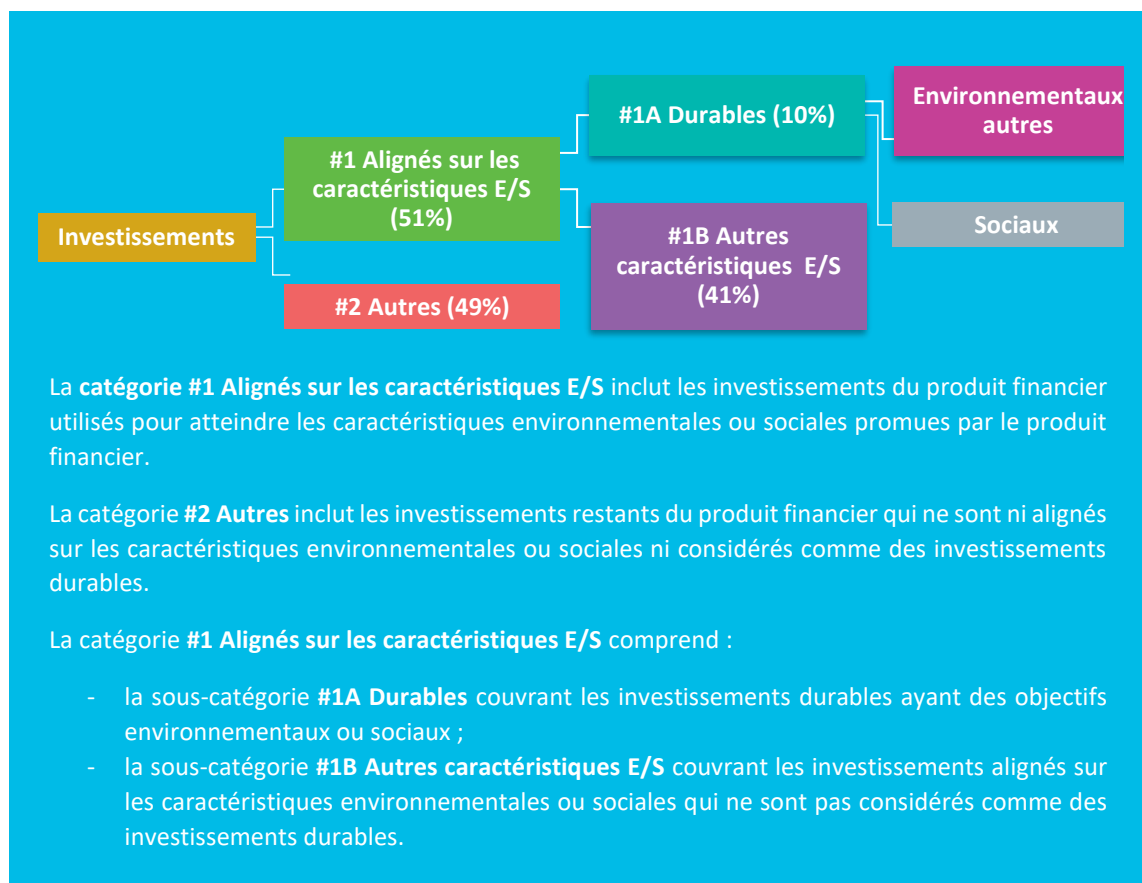 Investissements
#1 Alignés sur les
caractéristiques E/S
(51%)
#2 Autres (49%)
#1A Durables (10%)
#1B Autres
caractéristiques E/S
(41%)
Environnementaux
autres
Sociaux
La catégorie #1 Alignés sur les caractéristiques E/S inclut les investissements du produit financier
utilisés pour atteindre les caractéristiques environnementales ou sociales promues par le produit
financier.
La catégorie #2 Autres inclut les investissements restants du produit financier qui ne sont ni alignés
sur les caractéristiques environnementales ou sociales ni considérés comme des investissements
durables.
La catégorie #1 Alignés sur les caractéristiques E/S comprend :
- la sous-catégorie #1A Durables couvrant les investissements durables ayant des objectifs
environnementaux ou sociaux ;
- la sous-catégorie #1B Autres caractéristiques E/S couvrant les investissements alignés sur
les caractéristiques environnementales ou sociales qui ne sont pas considérés comme des
investissements durables.